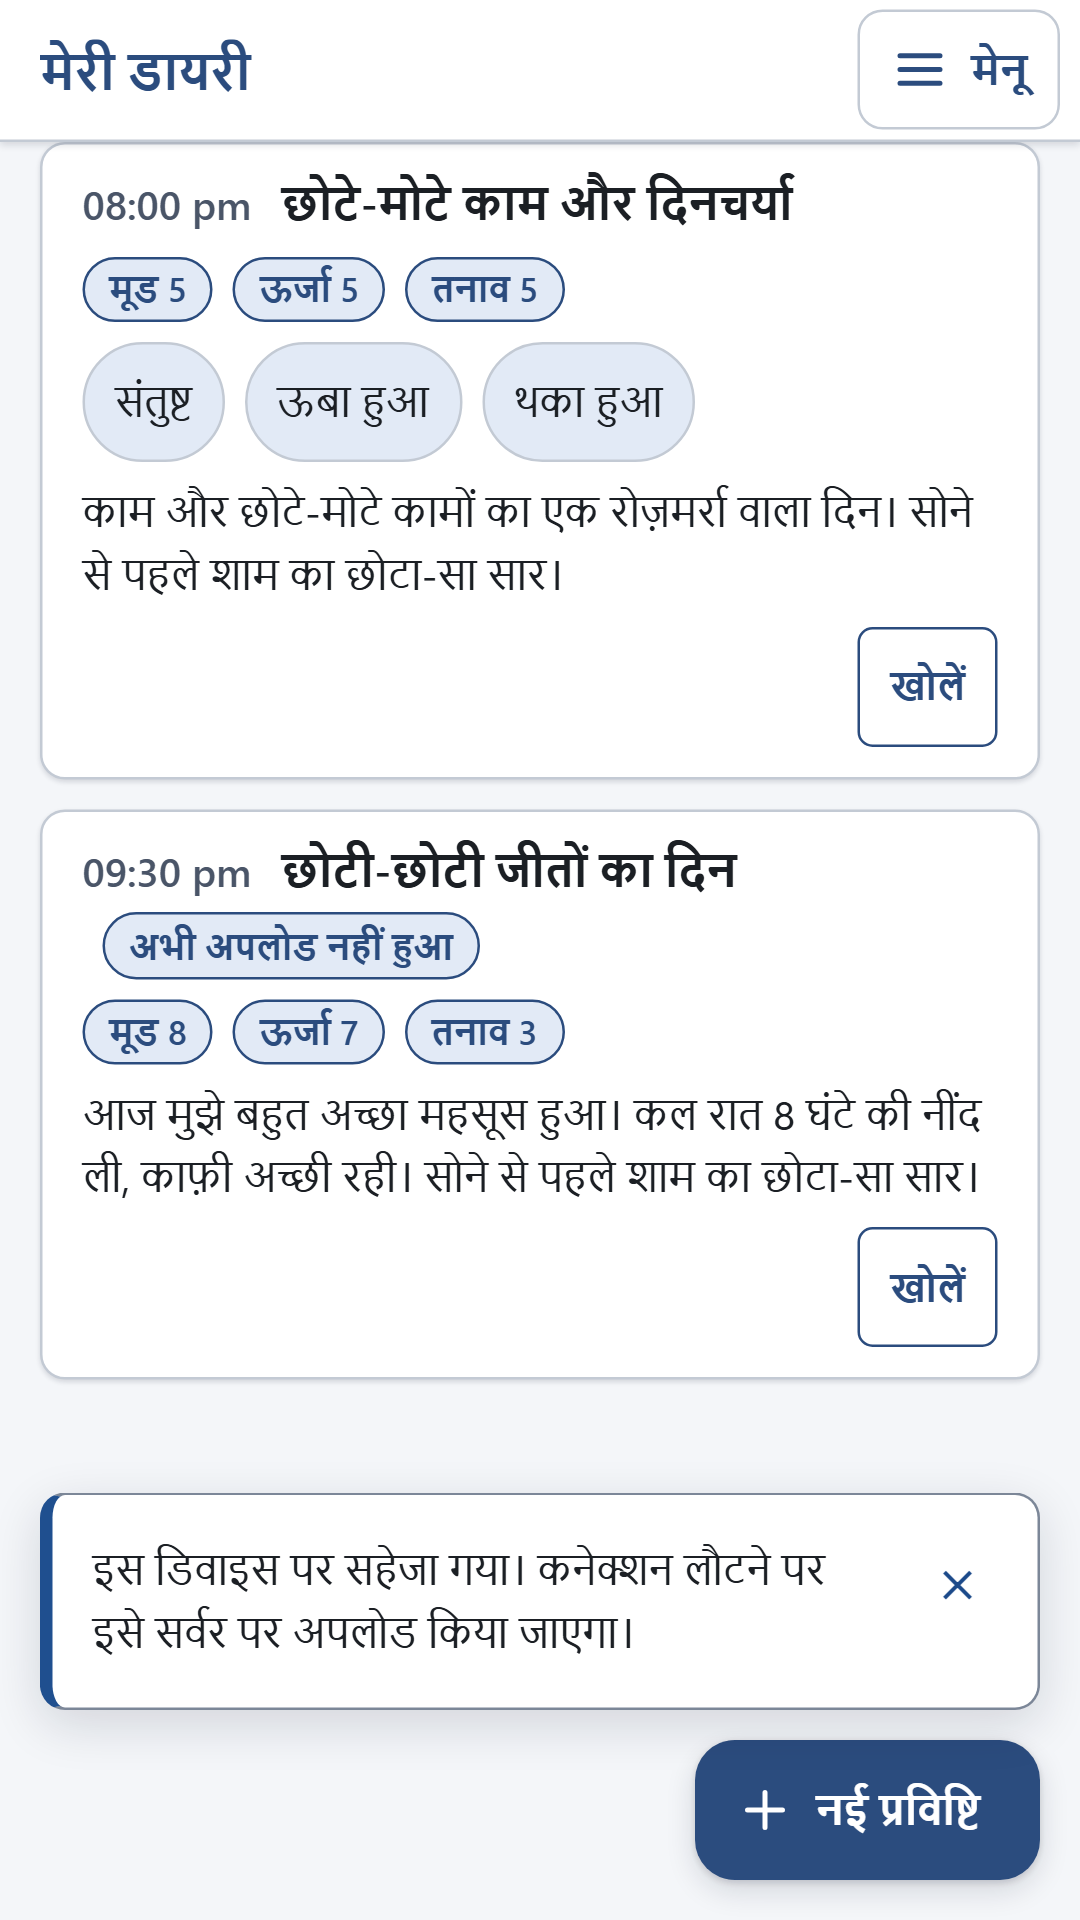 मेरी डायरी
मेनू
08:00 pm छोटे-मोटे काम और दिनचर्या
मूड 5 ऊर्जा 5 तनाव 5
संतुष्ट ऊबा हुआ थका हुआ
काम और छोटे-मोटे कामों का एक रोज़मर्रा वाला दिन। सोने
से पहले शाम का छोटा-सा सार।
खोलें
09:30 pm छोटी-छोटी जीतों का दिन
अभी अपलोड नहीं हुआ
मूड 8 ऊर्जा 7 तनाव 3
आज मुझे बहुत अच्छा महसूस हुआ। कल रात 8 घंटे की नींद
ली, काफ़ी अच्छी रही। सोने से पहले शाम का छोटा-सा सार।
खोलें
इस डिवाइस पर सहेजा गया। कनेक्शन लौटने पर
इसे सर्वर पर अपलोड किया जाएगा।
नई प्रविष्टि